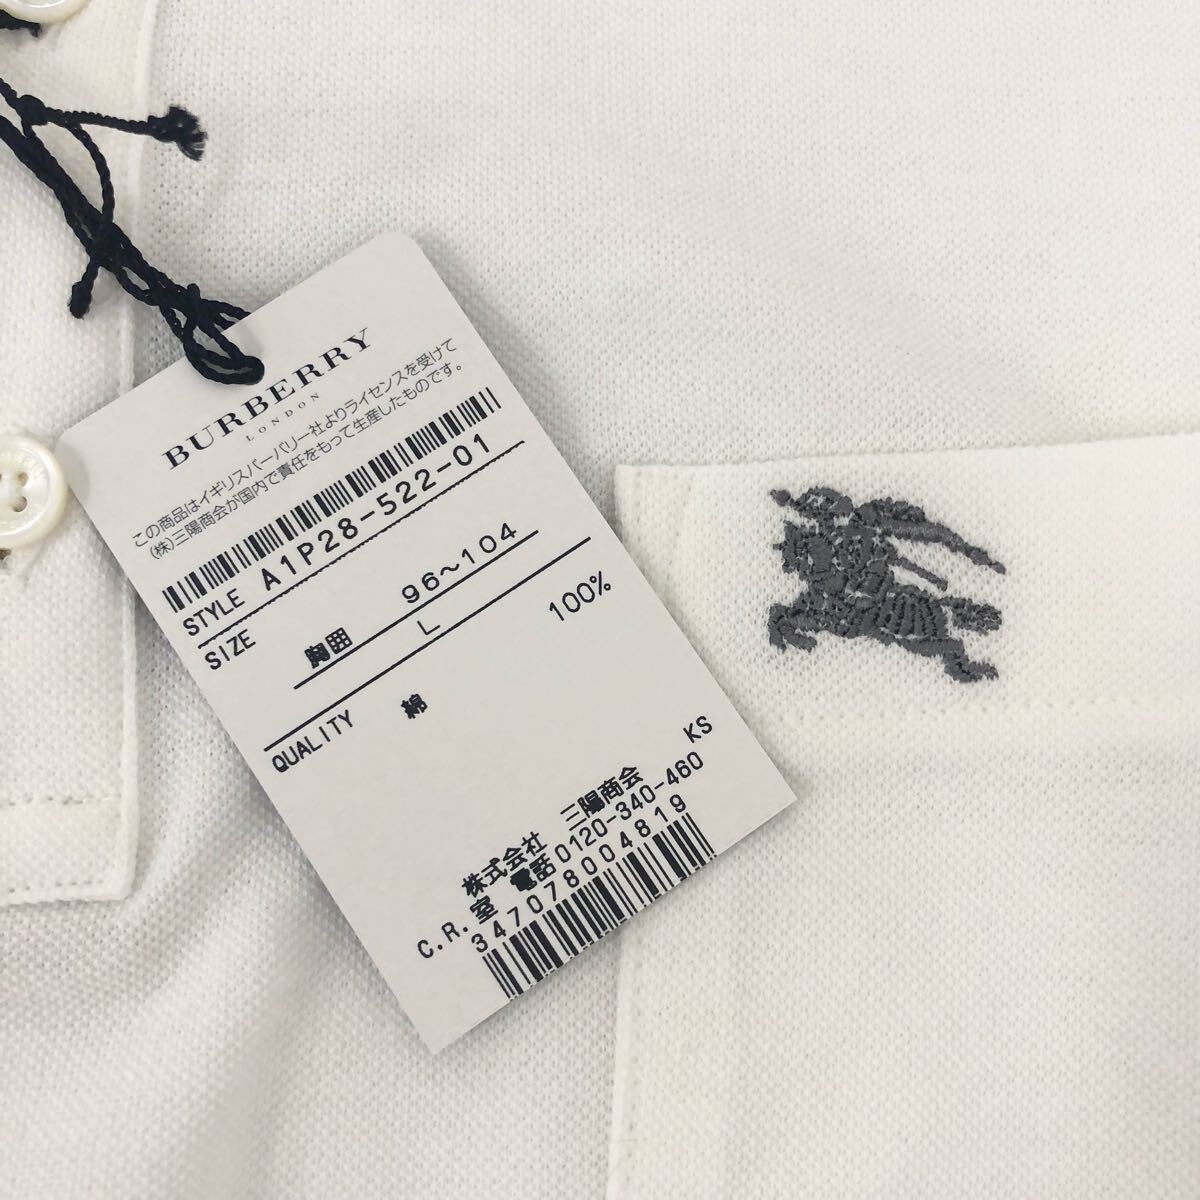 BURBERRY
LONDON
この商品はイギリスバーバリー社よりライセンスを受けて
(株)三陽商会が国内で責任をもって生産したものです。
STYLE A1P28-522-01
SIZE
胸囲 96~104
L
QUALITY 綿 100%
KS
株式会社 三陽商会
C.R.室 電話0120-340-460
347078004819